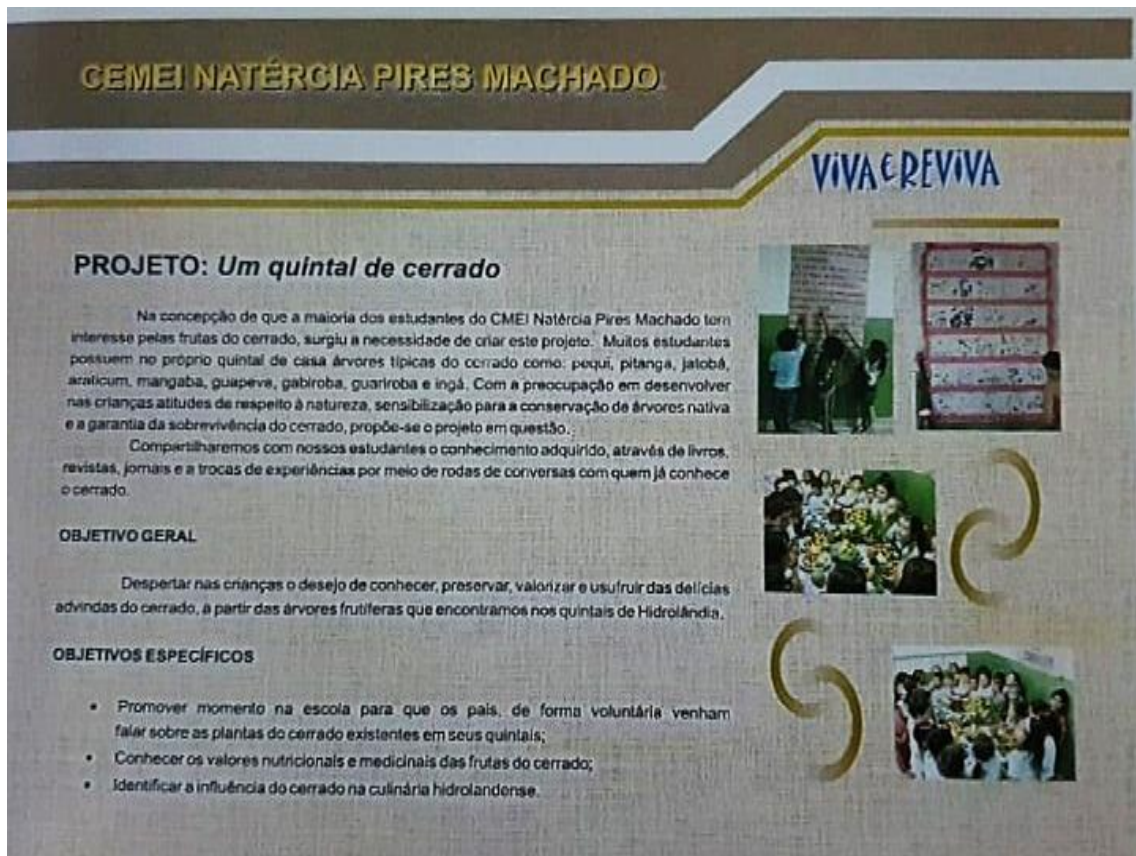 CEMEI NATÉRCIA PIRES MACHADO
VIVA E REVIVA
PROJETO: Um quintal de cerrado
Na concepção de que a maioria dos estudantes do CMEI Natércia Pires Machado tem
interesse pelas frutas do cerrado, surgiu a necessidade de criar este projeto. Muitos estudantes
possuem no próprio quintal de casa árvores típicas do cerrado como: pequi, pitanga, jatobá,
araticum, mangaba, guapeva, gabiroba, guariroba e ingá. Com a preocupação em desenvolver
nas crianças atitudes de respeito à natureza, sensibilização para a conservação de árvores nativa
e a garantia da sobrevivência do cerrado, propõe-se o projeto em questão.
Compartilharemos com nossos estudantes o conhecimento adquirido, através de livros,
revistas, jornais e a trocas de experiências por meio de rodas de conversas com quem já conhece
o cerrado.
OBJETIVO GERAL
Despertar nas crianças o desejo de conhecer, preservar, valorizar e usufruir das delícias
advindas do cerrado, a partir das árvores frutíferas que encontramos nos quintais de Hidrolândia.
OBJETIVOS ESPECÍFICOS
• Promover momento na escola para que os pais, de forma voluntária venham
falar sobre as plantas do cerrado existentes em seus quintais;
• Conhecer os valores nutricionais e medicinais das frutas do cerrado;
• Identificar a influência do cerrado na culinária hidrolandense.